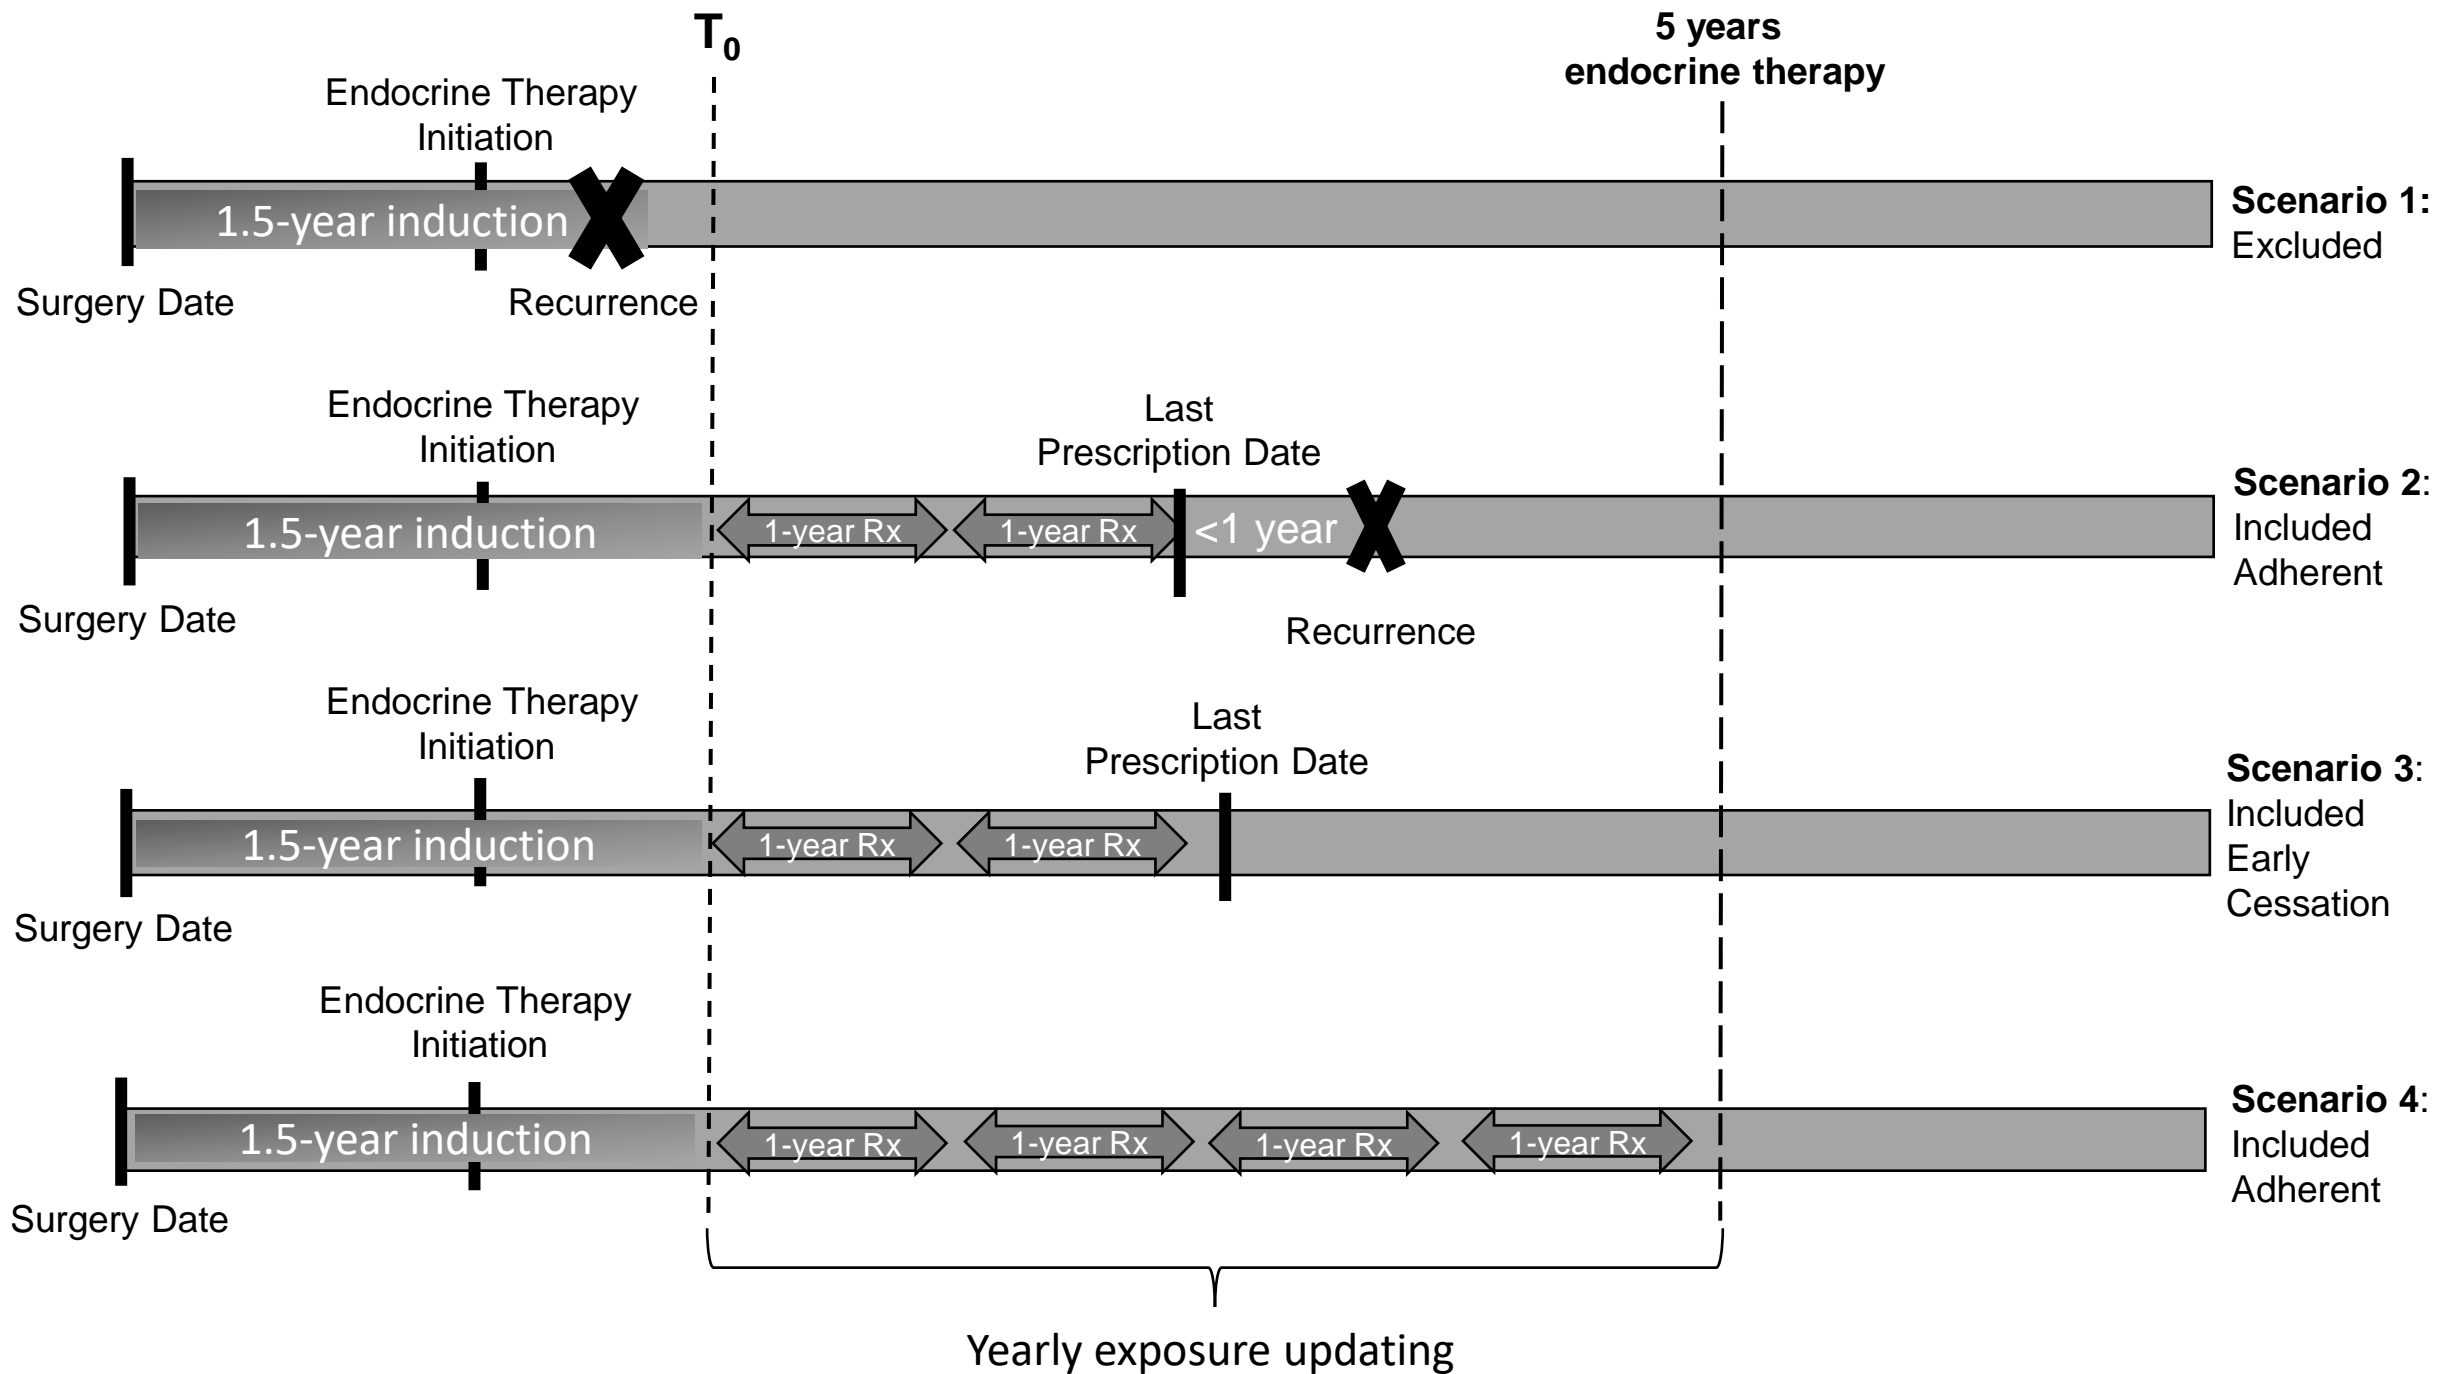 T0
5 years
endocrine therapy
Endocrine Therapy
Initiation
1.5-year induction
Surgery Date
Recurrence
Scenario 1:
Excluded
Endocrine Therapy
Initiation
Last
Prescription Date
1.5-year induction
1-year Rx
1-year Rx
<1 year
Surgery Date
Recurrence
Scenario 2:
Included
Adherent
Endocrine Therapy
Initiation
Last
Prescription Date
1.5-year induction
1-year Rx
1-year Rx
Surgery Date
Scenario 3:
Included
Early
Cessation
Endocrine Therapy
Initiation
1.5-year induction
1-year Rx
1-year Rx
1-year Rx
1-year Rx
Surgery Date
Scenario 4:
Included
Adherent
Yearly exposure updating